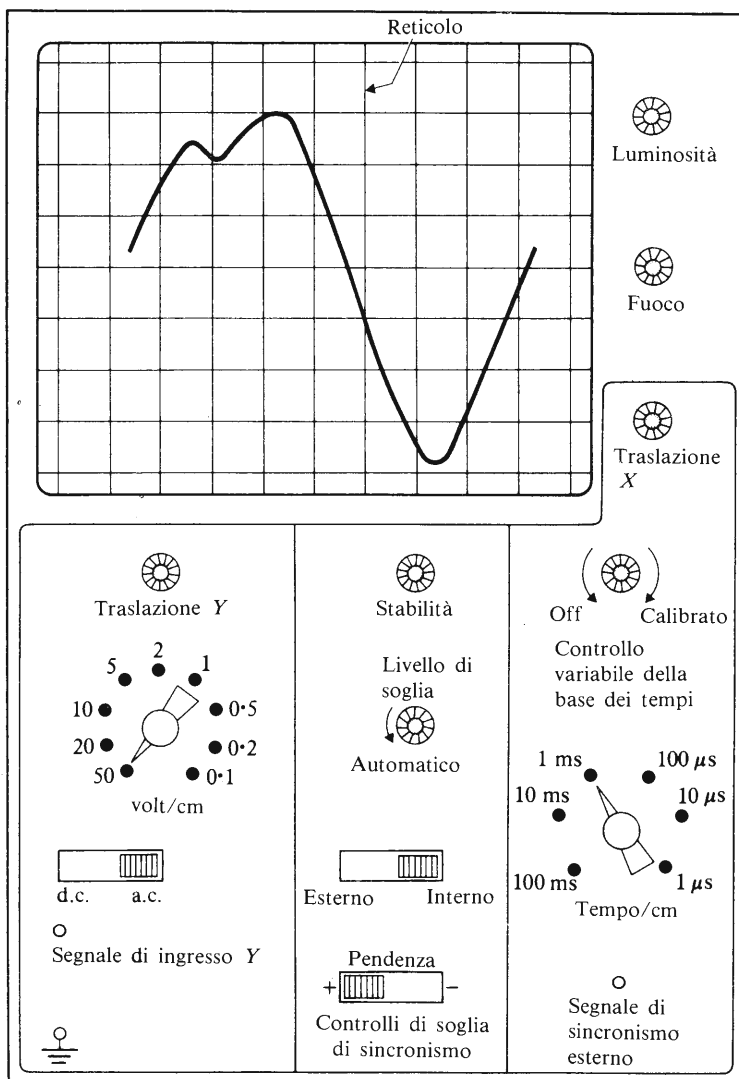 Reticolo
Luminosità
Fuoco
Traslazione
X
Traslazione Y
5
2
1
10
0·5
20
0·2
50
0·1
volt/cm
d.c.
a.c.
Segnale di ingresso Y
Stabilità
Livello di
soglia
Automatico
Esterno
Interno
Pendenza
+
−
Controlli di soglia
di sincronismo
Off
Calibrato
Controllo
variabile della
base dei tempi
1 ms
100 μs
10 ms
10 μs
100 ms
1 μs
Tempo/cm
Segnale di
sincronismo
esterno